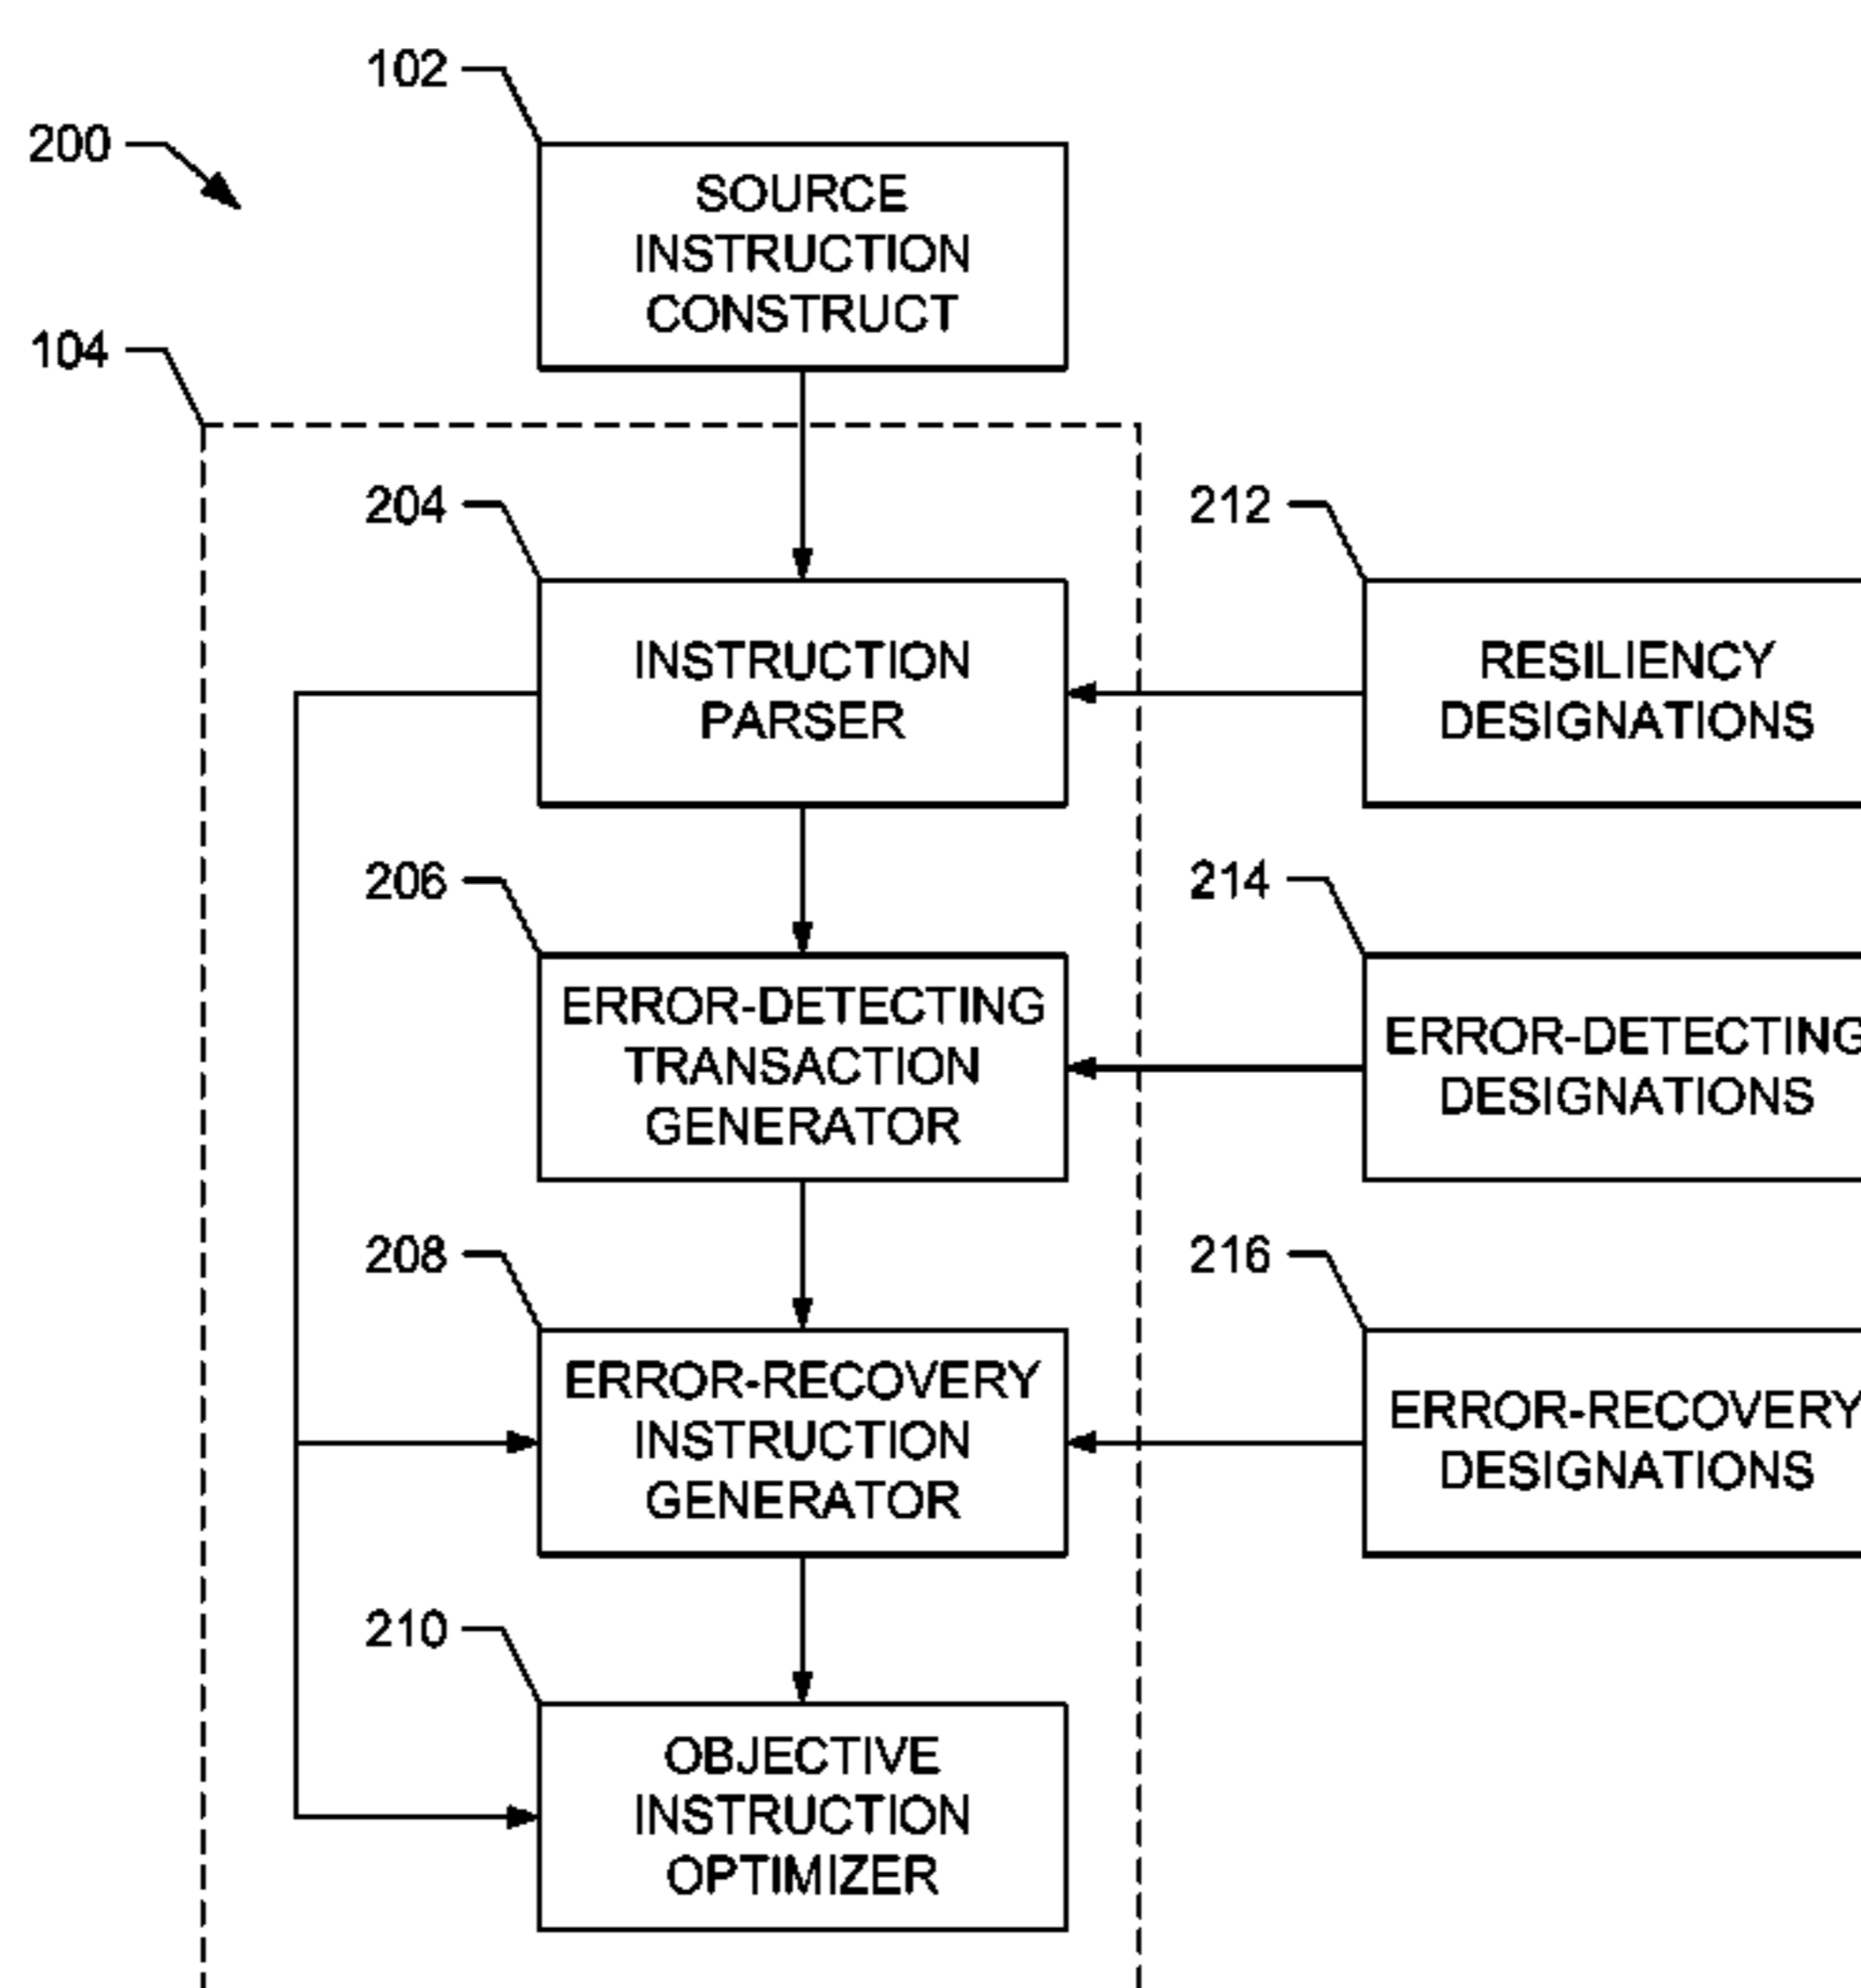 102
200
SOURCE
INSTRUCTION
CONSTRUCT
104
204
212
INSTRUCTION
PARSER
RESILIENCY
DESIGNATIONS
206
214
ERROR-DETECTING
TRANSACTION
GENERATOR
ERROR-DETECTING
DESIGNATIONS
208
216
ERROR-RECOVERY
INSTRUCTION
GENERATOR
ERROR-RECOVERY
DESIGNATIONS
210
OBJECTIVE
INSTRUCTION
OPTIMIZER